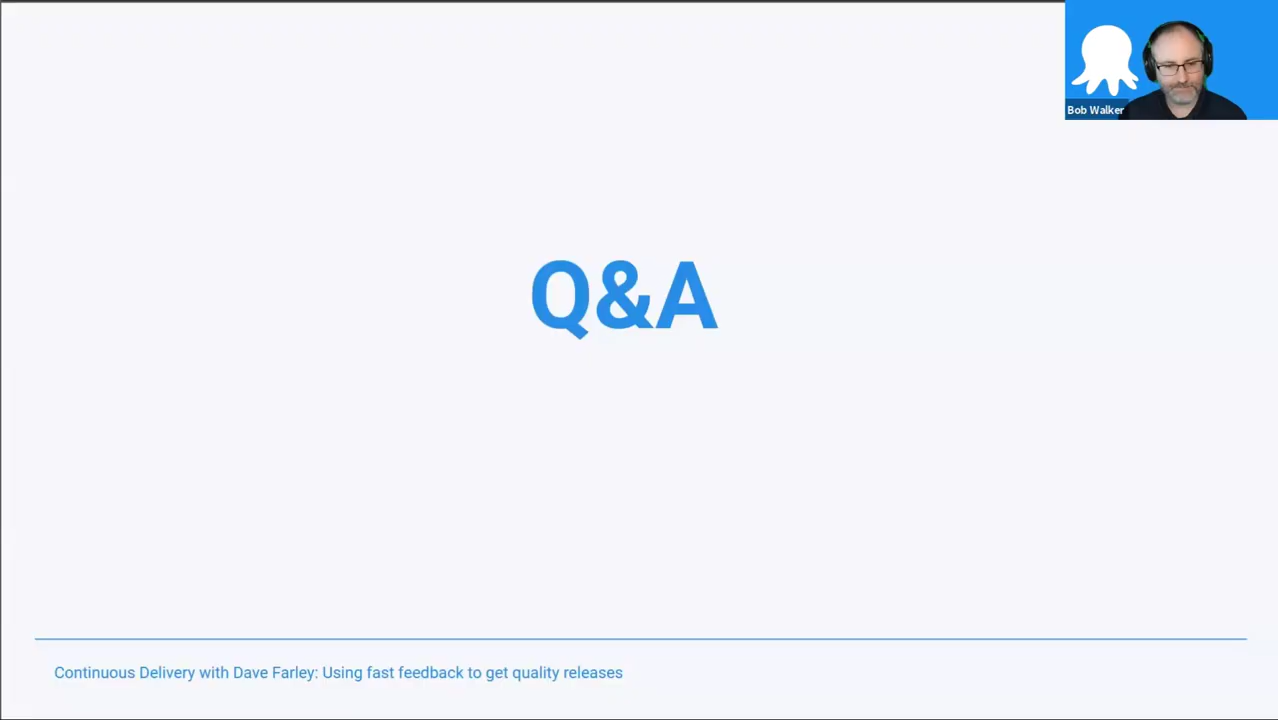 Bob Walker
Q&A
Continuous Delivery with Dave Farley: Using fast feedback to get quality releases